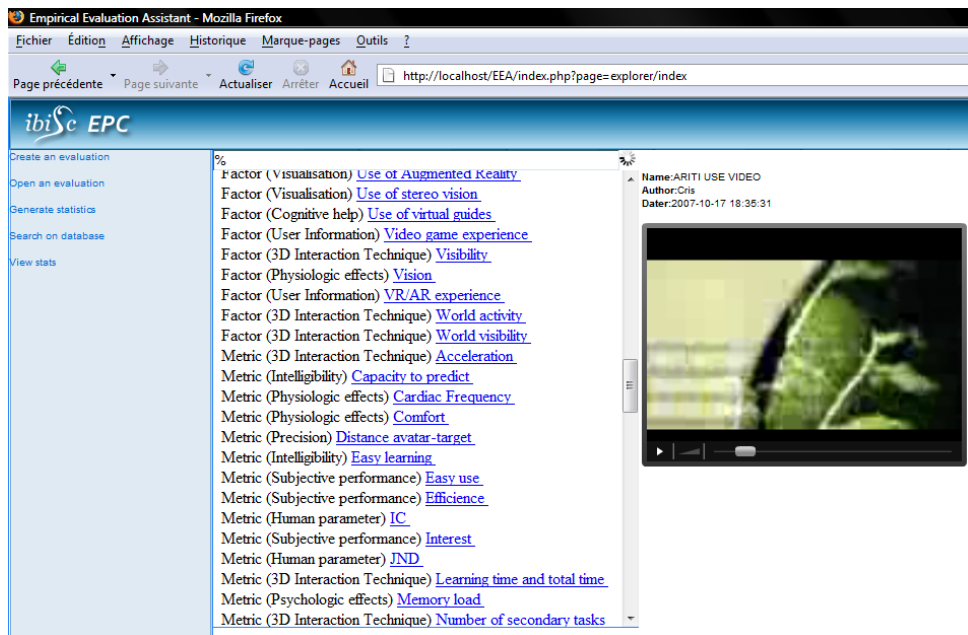 Empirical Evaluation Assistant - Mozilla Firefox
Fichier Édition Affichage Historique Marque-pages Outils ?
Page précédente Page suivante Actualiser Arrêter Accueil http://localhost/EEA/index.php?page=explorer/index
ibiSc EPC
Create an evaluation
Open an evaluation
Generate statistics
Search on database
View stats
%
Factor (Visualisation) Use of Augmented Reality
Factor (Visualisation) Use of stereo vision
Factor (Cognitive help) Use of virtual guides
Factor (User Information) Video game experience
Factor (3D Interaction Technique) Visibility
Factor (Physiologic effects) Vision
Factor (User Information) VR/AR experience
Factor (3D Interaction Technique) World activity
Factor (3D Interaction Technique) World visibility
Metric (3D Interaction Technique) Acceleration
Metric (Intelligibility) Capacity to predict
Metric (Physiologic effects) Cardiac Frequency
Metric (Physiologic effects) Comfort
Metric (Precision) Distance avatar-target
Metric (Intelligibility) Easy learning
Metric (Subjective performance) Easy use
Metric (Subjective performance) Efficience
Metric (Human parameter) IC
Metric (Subjective performance) Interest
Metric (Human parameter) JND
Metric (3D Interaction Technique) Learning time and total time
Metric (Psychologic effects) Memory load
Metric (3D Interaction Technique) Number of secondary tasks
Name:ARITI USE VIDEO
Author:Cris
Dater:2007-10-17 18:35:31